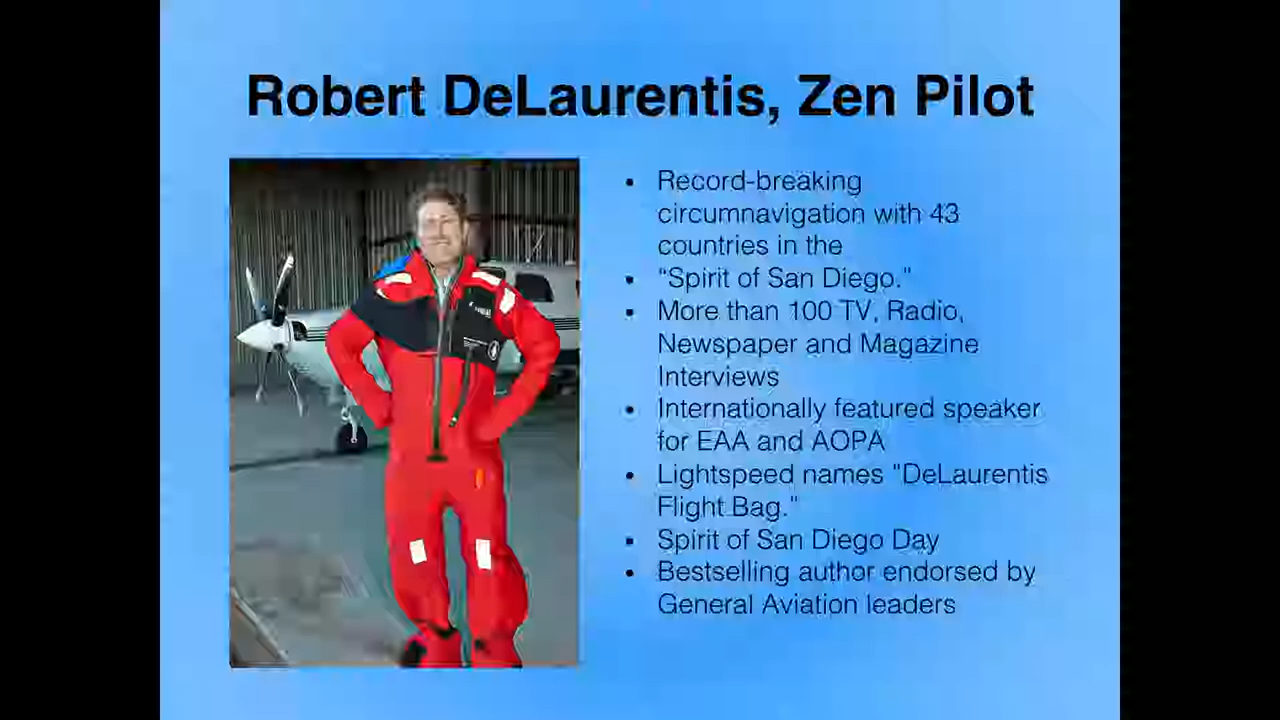 Robert DeLaurentis, Zen Pilot
• Record-breaking
circumnavigation with 43
countries in the
• “Spirit of San Diego.”
• More than 100 TV, Radio,
Newspaper and Magazine
Interviews
• Internationally featured speaker
for EAA and AOPA
• Lightspeed names "DeLaurentis
Flight Bag."
• Spirit of San Diego Day
• Bestselling author endorsed by
General Aviation leaders